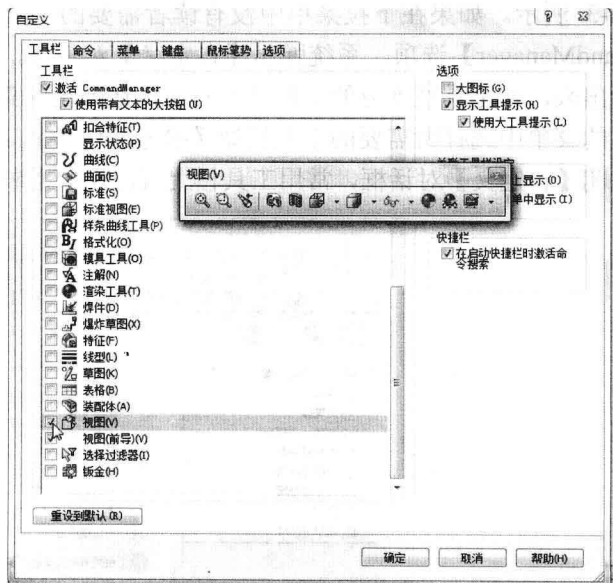 自定义
工具栏 命令 菜单 键盘 鼠标笔势 选项
工具栏
激活 CommandManager
使用带有文本的大按钮(U)
扣合特征(T)
显示状态(P)
曲线(C)
曲面(E)
标准(S)
标准视图(E)
样条曲线工具(P)
格式化(O)
模具工具(O)
注解(N)
渲染工具(T)
焊件(D)
爆炸草图(X)
特征(F)
线型(L)
草图(K)
表格(B)
装配体(A)
视图(V)
视图(前导)(V)
选择过滤器(I)
钣金(H)
重设到默认(R)
视图(V)
选项
大图标(G)
显示工具提示(H)
使用大工具提示(L)
上显示(O)
单中显示(I)
快捷栏
在启动快捷栏时激活命
令搜索
确定 取消 帮助(H)